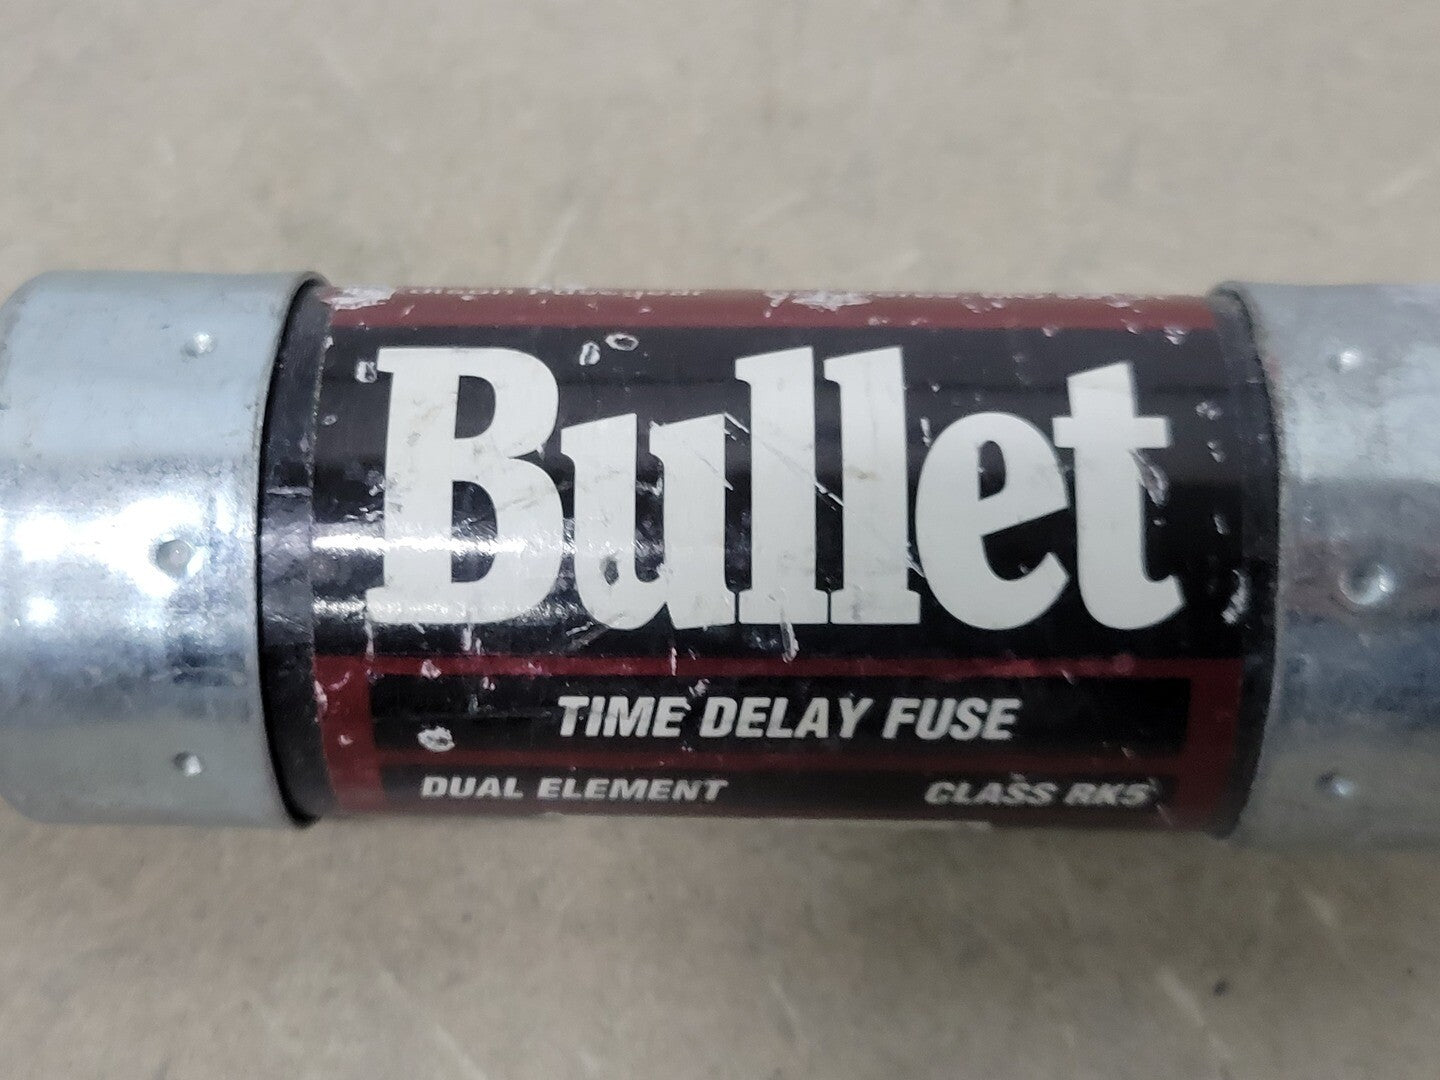 Bullet
TIME DELAY FUSE
DUAL ELEMENT
CLASS RK5